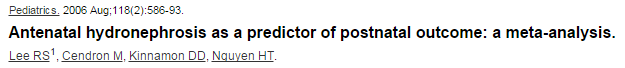 Pediatrics. 2006 Aug;118(2):586-93.
Antenatal hydronephrosis as a predictor of postnatal outcome: a meta-analysis.
Lee RS1, Cendron M, Kinnamon DD, Nguyen HT.